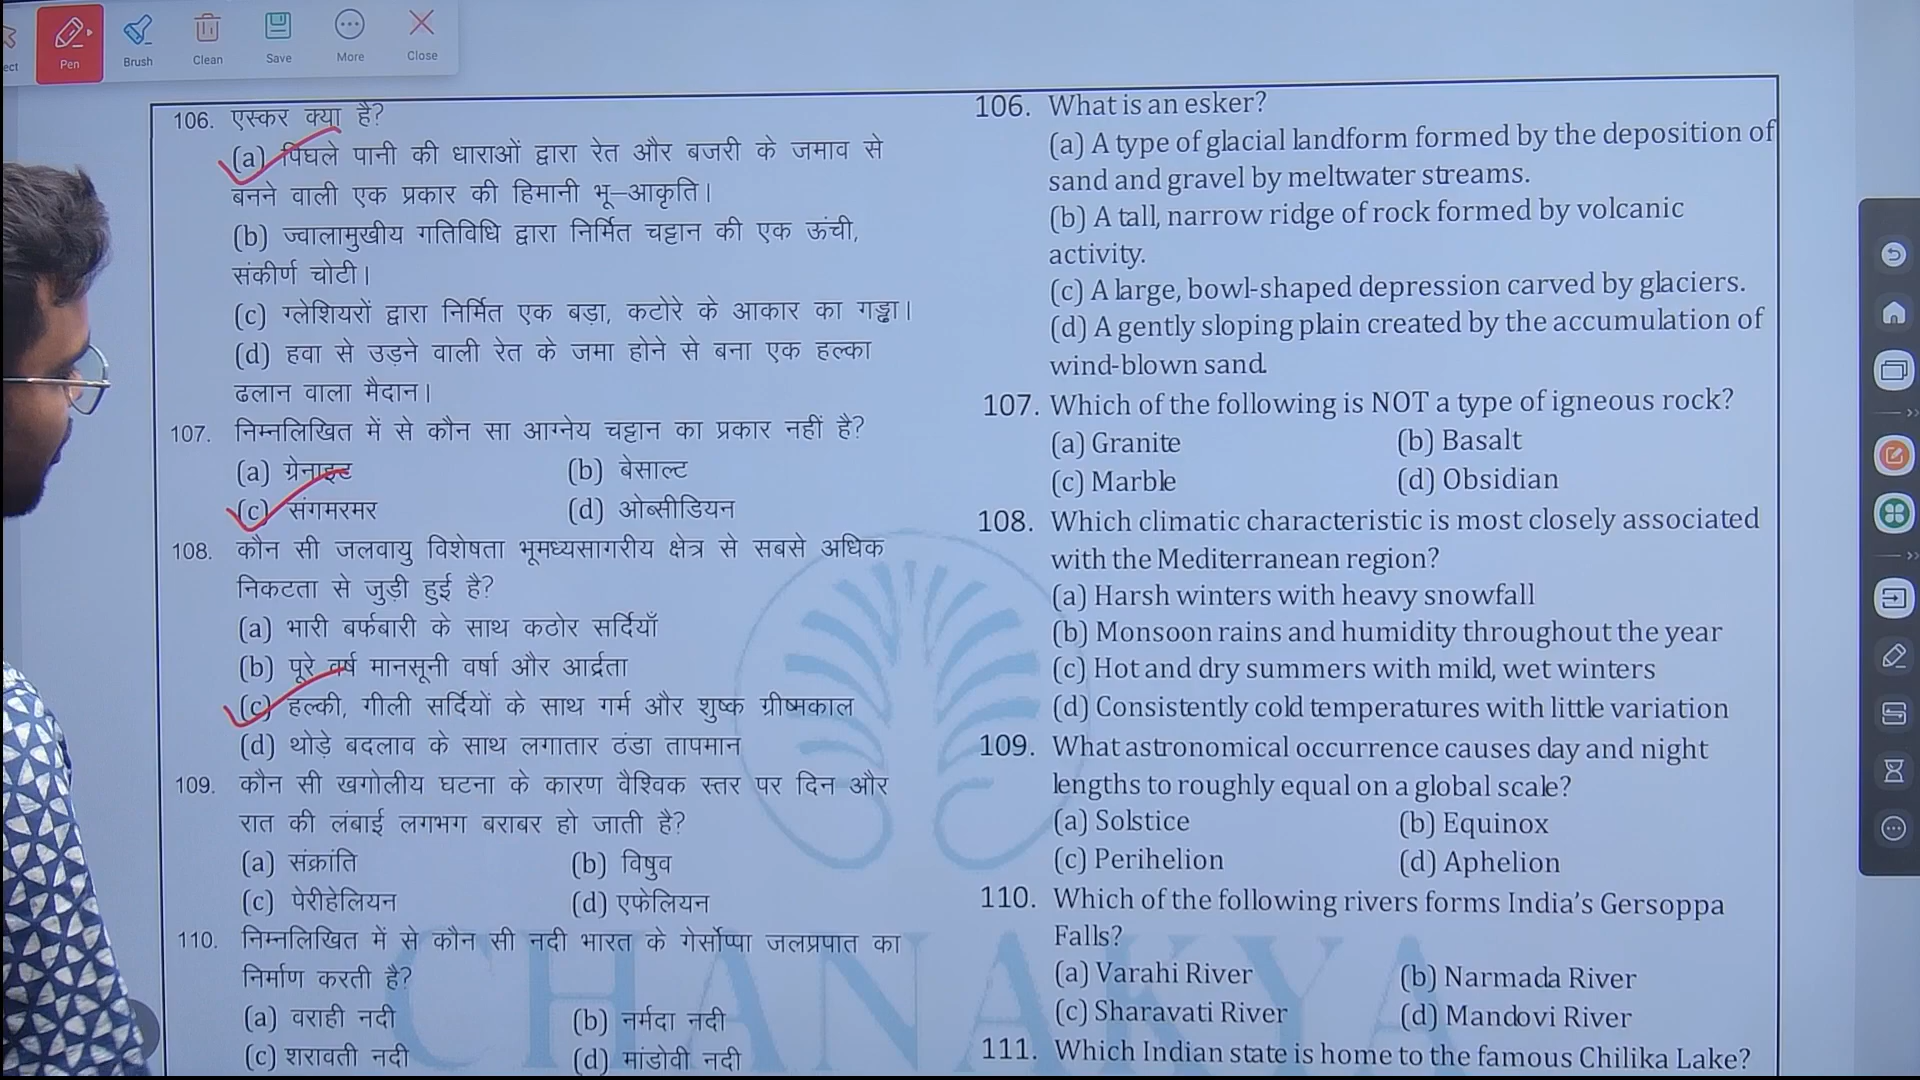 ect
Pen
Brush
Clean
Save
More
Close
106. एस्कर क्या है?
(a) पिघले पानी की धाराओं द्वारा रेत और बजरी के जमाव से
बनने वाली एक प्रकार की हिमानी भू–आकृति।
(b) ज्वालामुखीय गतिविधि द्वारा निर्मित चट्टान की एक ऊंची,
संकीर्ण चोटी।
(c) ग्लेशियरों द्वारा निर्मित एक बड़ा, कटोरे के आकार का गड्ढा।
(d) हवा से उड़ने वाली रेत के जमा होने से बना एक हल्का
ढलान वाला मैदान।
107. निम्नलिखित में से कौन सा आग्नेय चट्टान का प्रकार नहीं है?
(a) ग्रेनाइट (b) बेसाल्ट
(c) संगमरमर (d) ओब्सीडियन
108. कौन सी जलवायु विशेषता भूमध्यसागरीय क्षेत्र से सबसे अधिक
निकटता से जुड़ी हुई है?
(a) भारी बर्फबारी के साथ कठोर सर्दियाँ
(b) पूरे वर्ष मानसूनी वर्षा और आर्द्रता
(c) हल्की, गीली सर्दियों के साथ गर्म और शुष्क ग्रीष्मकाल
(d) थोड़े बदलाव के साथ लगातार ठंडा तापमान
109. कौन सी खगोलीय घटना के कारण वैश्विक स्तर पर दिन और
रात की लंबाई लगभग बराबर हो जाती है?
(a) संक्रांति (b) विषुव
(c) पेरीहेलियन (d) एफेलियन
110. निम्नलिखित में से कौन सी नदी भारत के गेर्सोप्पा जलप्रपात का
निर्माण करती है?
(a) वराही नदी (b) नर्मदा नदी
(c) शरावती नदी (d) मांडोवी नदी
106. What is an esker?
(a) A type of glacial landform formed by the deposition of
sand and gravel by meltwater streams.
(b) A tall, narrow ridge of rock formed by volcanic
activity.
(c) A large, bowl-shaped depression carved by glaciers.
(d) A gently sloping plain created by the accumulation of
wind-blown sand.
107. Which of the following is NOT a type of igneous rock?
(a) Granite (b) Basalt
(c) Marble (d) Obsidian
108. Which climatic characteristic is most closely associated
with the Mediterranean region?
(a) Harsh winters with heavy snowfall
(b) Monsoon rains and humidity throughout the year
(c) Hot and dry summers with mild, wet winters
(d) Consistently cold temperatures with little variation
109. What astronomical occurrence causes day and night
lengths to roughly equal on a global scale?
(a) Solstice (b) Equinox
(c) Perihelion (d) Aphelion
110. Which of the following rivers forms India's Gersoppa
Falls?
(a) Varahi River (b) Narmada River
(c) Sharavati River (d) Mandovi River
111. Which Indian state is home to the famous Chilika Lake?
CHANAKYA